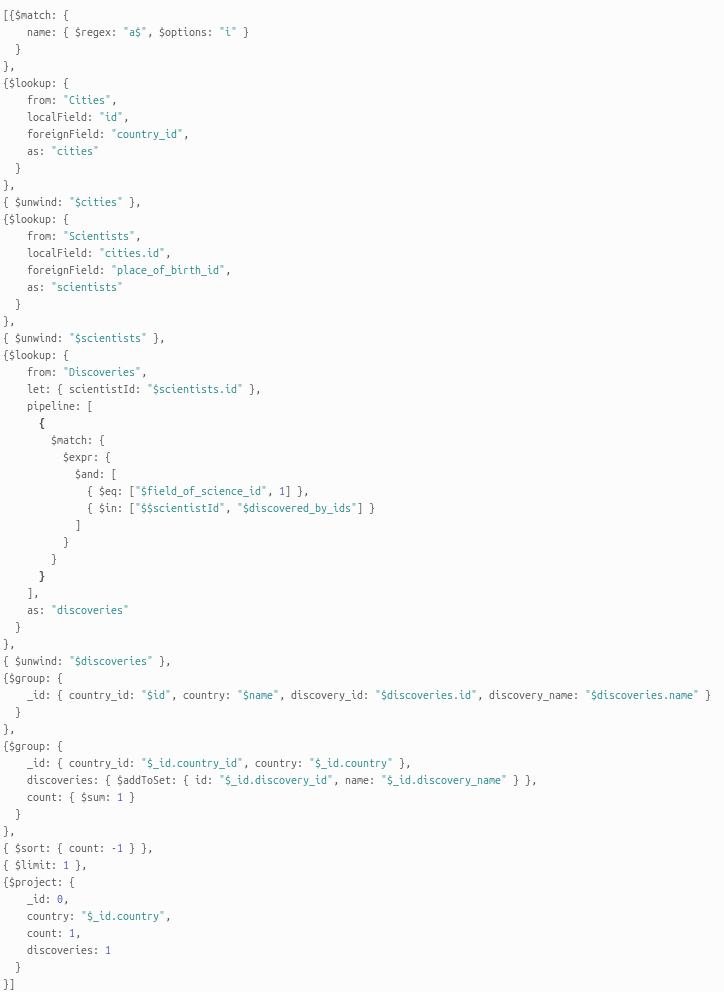 [{$match: {
    name: { $regex: "a$", $options: "i" }
  }
},
{$lookup: {
    from: "Cities",
    localField: "id",
    foreignField: "country_id",
    as: "cities"
  }
},
{ $unwind: "$cities" },
{$lookup: {
    from: "Scientists",
    localField: "cities.id",
    foreignField: "place_of_birth_id",
    as: "scientists"
  }
},
{ $unwind: "$scientists" },
{$lookup: {
    from: "Discoveries",
    let: { scientistId: "$scientists.id" },
    pipeline: [
      {
        $match: {
          $expr: {
            $and: [
              { $eq: ["$field_of_science_id", 1] },
              { $in: ["$$scientistId", "$discovered_by_ids"] }
            ]
          }
        }
      }
    ],
    as: "discoveries"
  }
},
{ $unwind: "$discoveries" },
{$group: {
    _id: { country_id: "$id", country: "$name", discovery_id: "$discoveries.id", discovery_name: "$discoveries.name" }
  }
},
{$group: {
    _id: { country_id: "$_id.country_id", country: "$_id.country" },
    discoveries: { $addToSet: { id: "$_id.discovery_id", name: "$_id.discovery_name" } },
    count: { $sum: 1 }
  }
},
{ $sort: { count: -1 } },
{ $limit: 1 },
{$project: {
    _id: 0,
    country: "$_id.country",
    count: 1,
    discoveries: 1
  }
}]